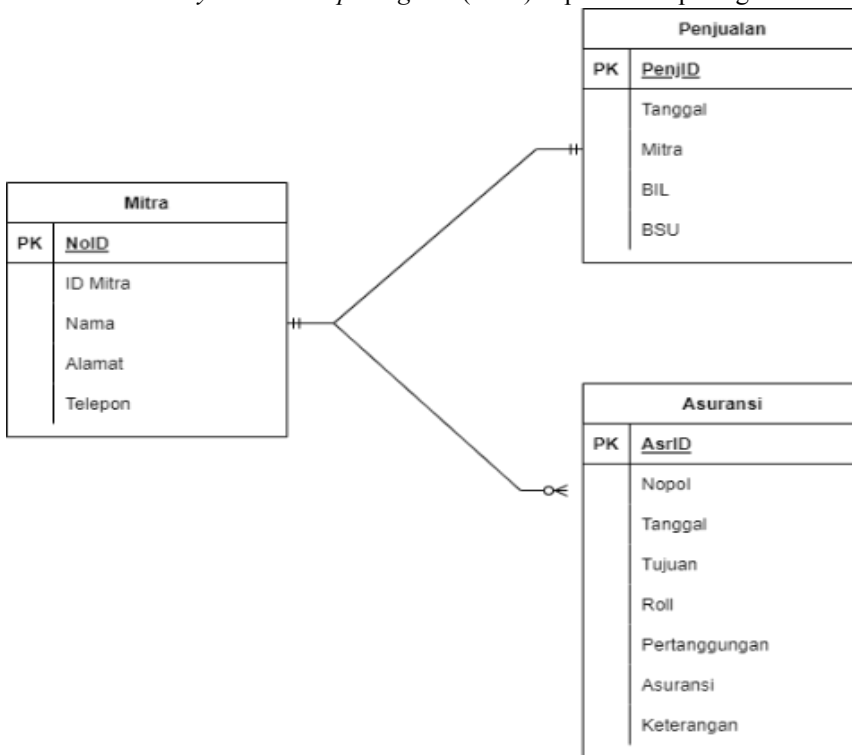 Penjualan
PK PenjID
Tanggal
Mitra
BIL
BSU
Mitra
PK NoID
ID Mitra
Nama
Alamat
Telepon
Asuransi
PK AsrID
Nopol
Tanggal
Tujuan
Roll
Pertanggungan
Asuransi
Keterangan